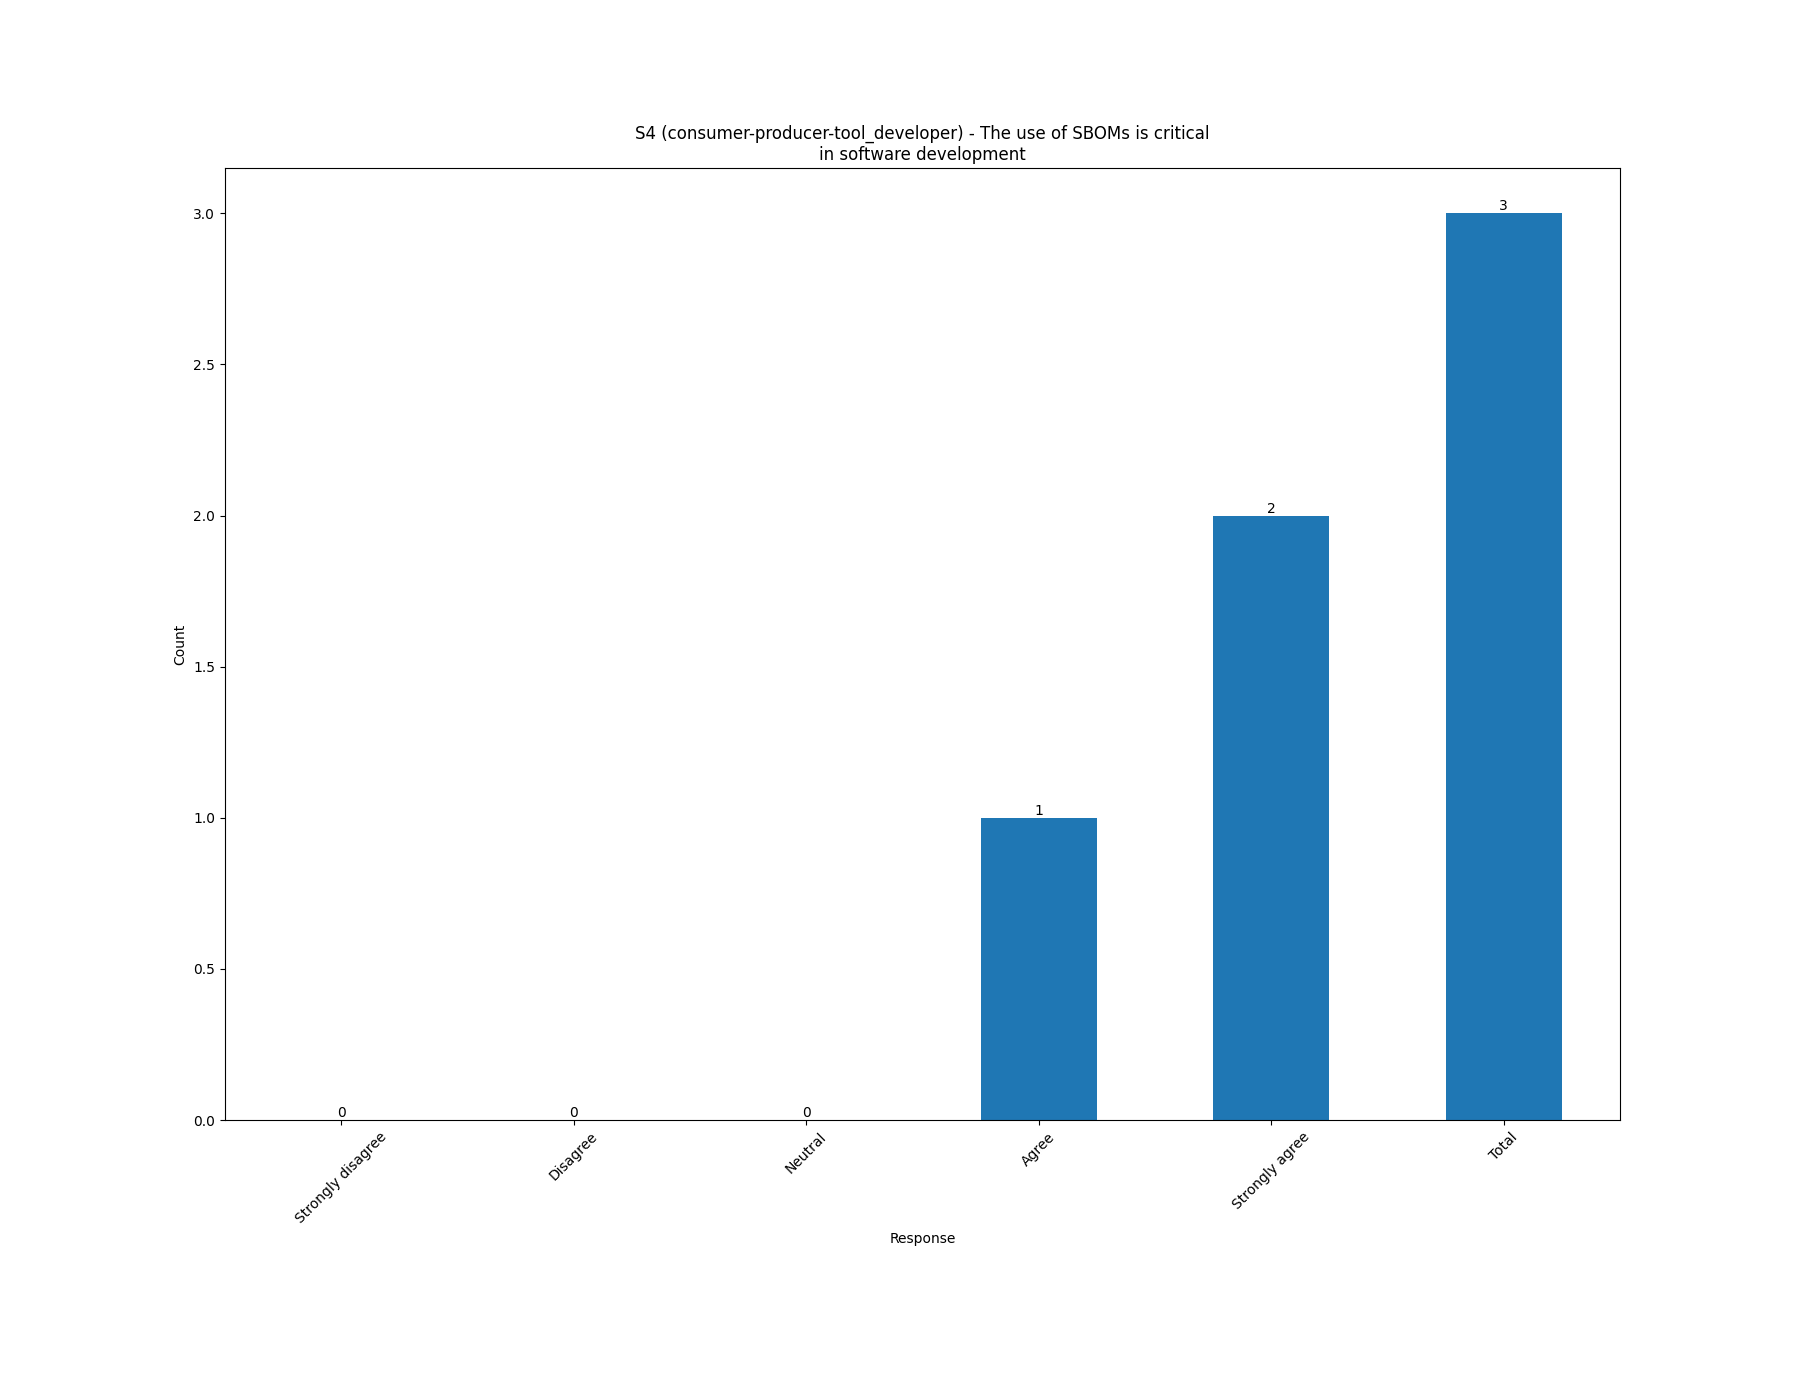 S4 (consumer-producer-tool_developer) - The use of SBOMs is critical
in software development
3.0
2.5
2.0
1.5
1.0
0.5
0.0
Count
0
0
0
1
2
3
Strongly disagree
Disagree
Neutral
Agree
Strongly agree
Total
Response